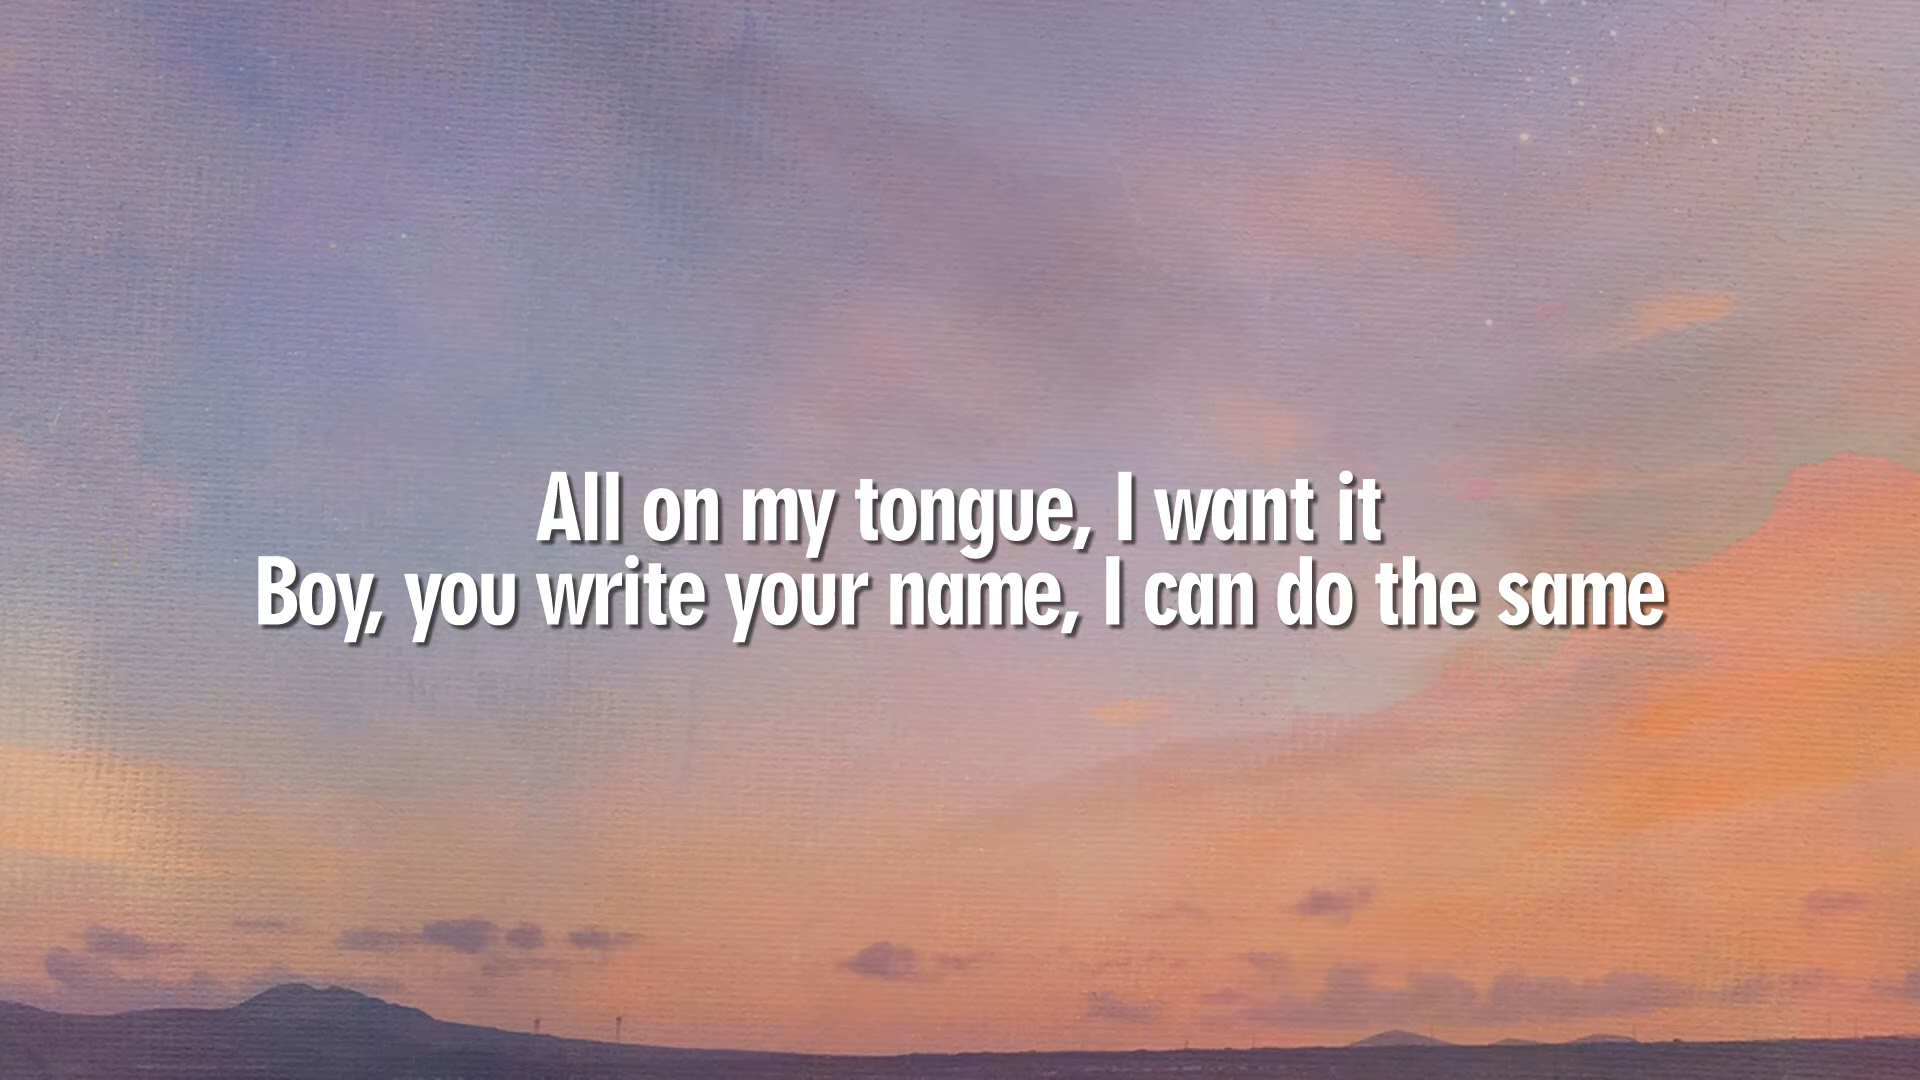 All on my tongue, I want it
Boy, you write your name, I can do the same